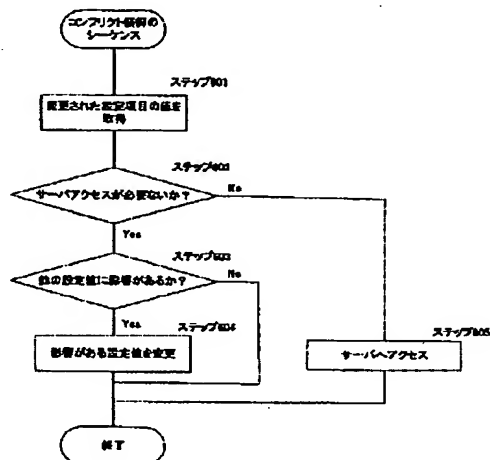 コンフリクト制御の
シーケンス
ステップ801
変更された設定項目の値を
取得
ステップ802
サーバアクセスが必要ないか?
No
Yes
ステップ803
他の設定値に影響があるか?
No
Yes
ステップ804
影響がある設定値を変更
ステップ805
サーバへアクセス
終了